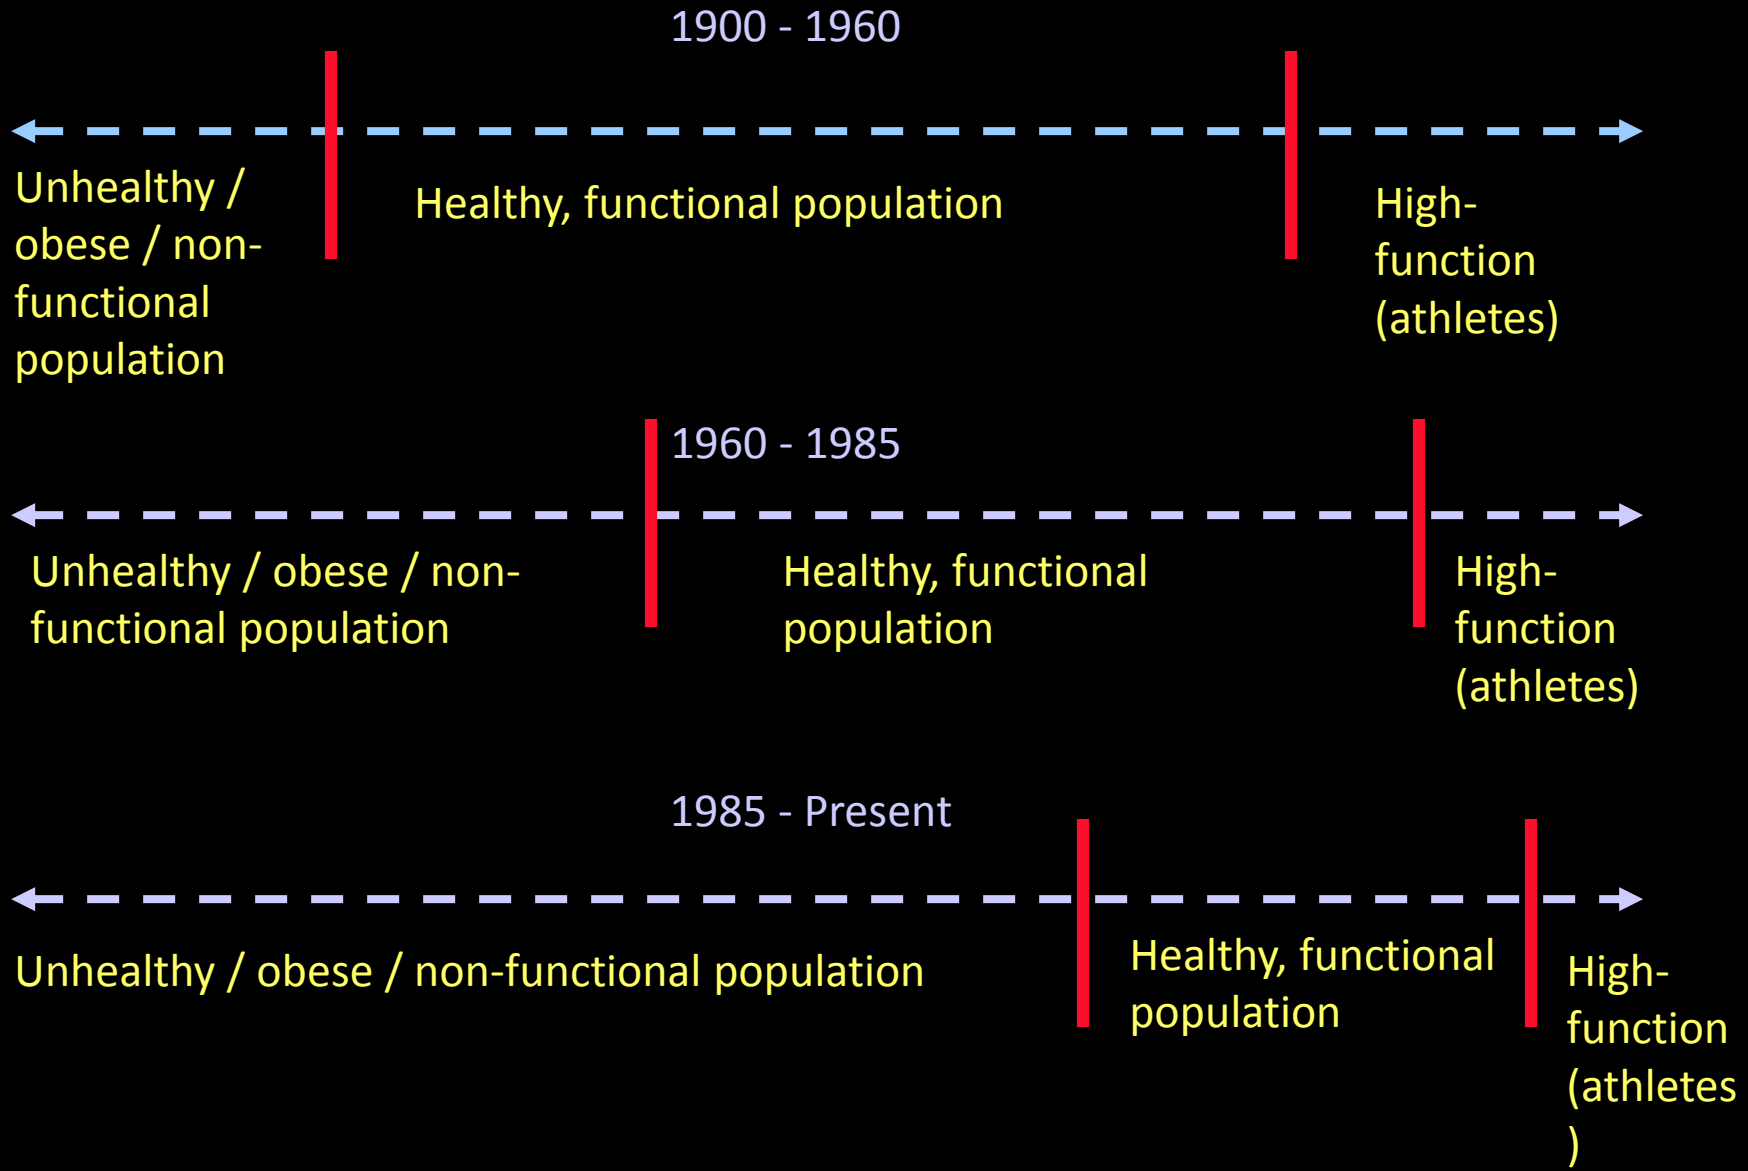 1900 - 1960
Unhealthy /
obese / non-
functional
population
Healthy, functional population
High-
function
(athletes)
1960 - 1985
Unhealthy / obese / non-
functional population
Healthy, functional
population
High-
function
(athletes)
1985 - Present
Unhealthy / obese / non-functional population
Healthy, functional
population
High-
function
(athletes
)